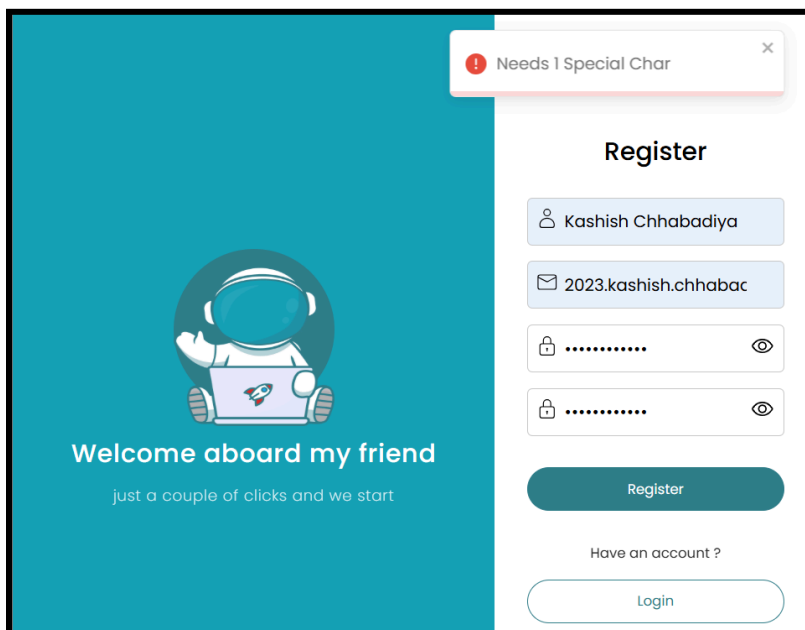 Needs 1 Special Char
Register
Kashish Chhabadiya
2023.kashish.chhabac
••••••••••••
••••••••••••
Register
Have an account ?
Login
Welcome aboard my friend
just a couple of clicks and we start